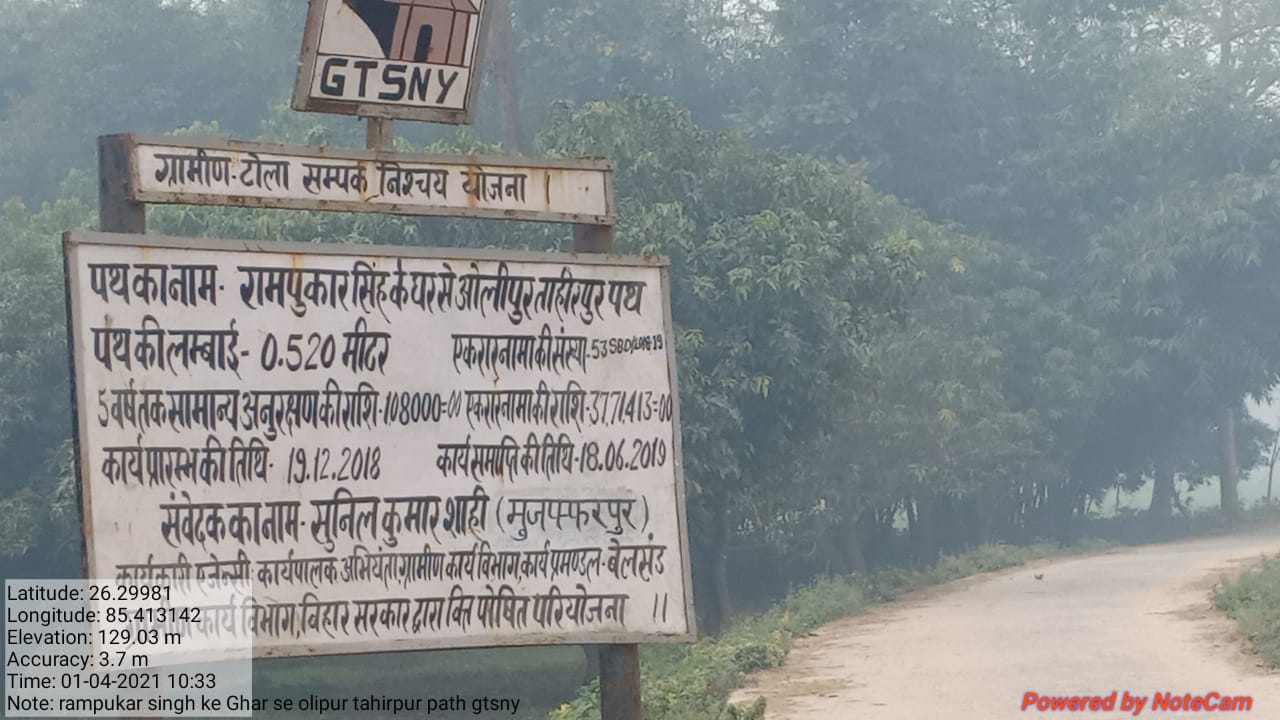 GTSNY
ग्रामीण टोला सम्पर्क निश्चय योजना ।
पथ का नाम- रामपुकार सिंह के घर से ओलीपुर ताहीरपुर पथ
पथ की लम्बाई- 0.520 मीटर एकरारनामा की संख्या-53 SBD/2018-19
5 वर्ष तक सामान्य अनुरक्षण की राशि-108000=00 एकरारनामा की राशि-3771413=00
कार्य प्रारम्भ की तिथि- 19.12.2018 कार्य समाप्ति की तिथि-18.06.2019
संवेदक का नाम- सुनिल कुमार शाही (मुजफ्फरपुर)
कार्यकारी एजेन्सी कार्यपालक अभियंता, ग्रामीण कार्य विभाग, कार्य प्रमण्डल- बेलसंड
कार्य विभाग, बिहार सरकार द्वारा वित्त पोषित परियोजना ।।
Latitude: 26.29981
Longitude: 85.413142
Elevation: 129.03 m
Accuracy: 3.7 m
Time: 01-04-2021 10:33
Note: rampukar singh ke Ghar se olipur tahirpur path gtsny
Powered by NoteCam